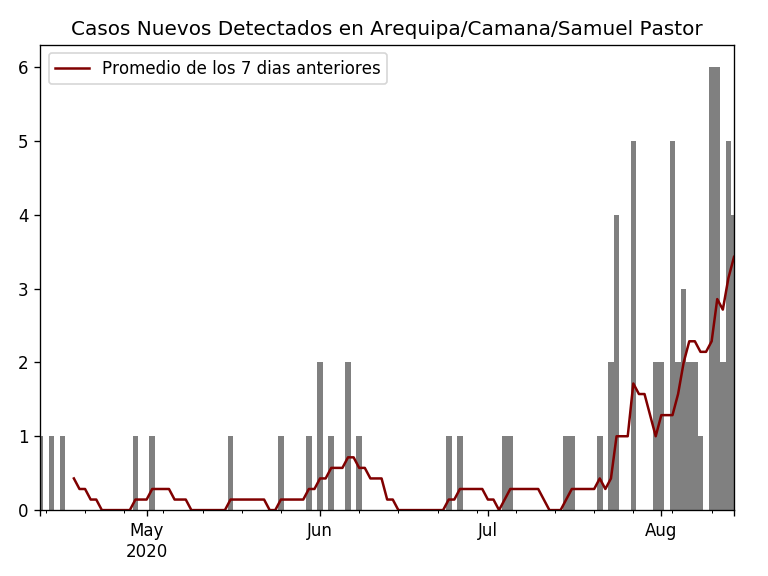 Casos Nuevos Detectados en Arequipa/Camana/Samuel Pastor
Promedio de los 7 dias anteriores
6
5
4
3
2
1
0
May Jun Jul Aug
2020